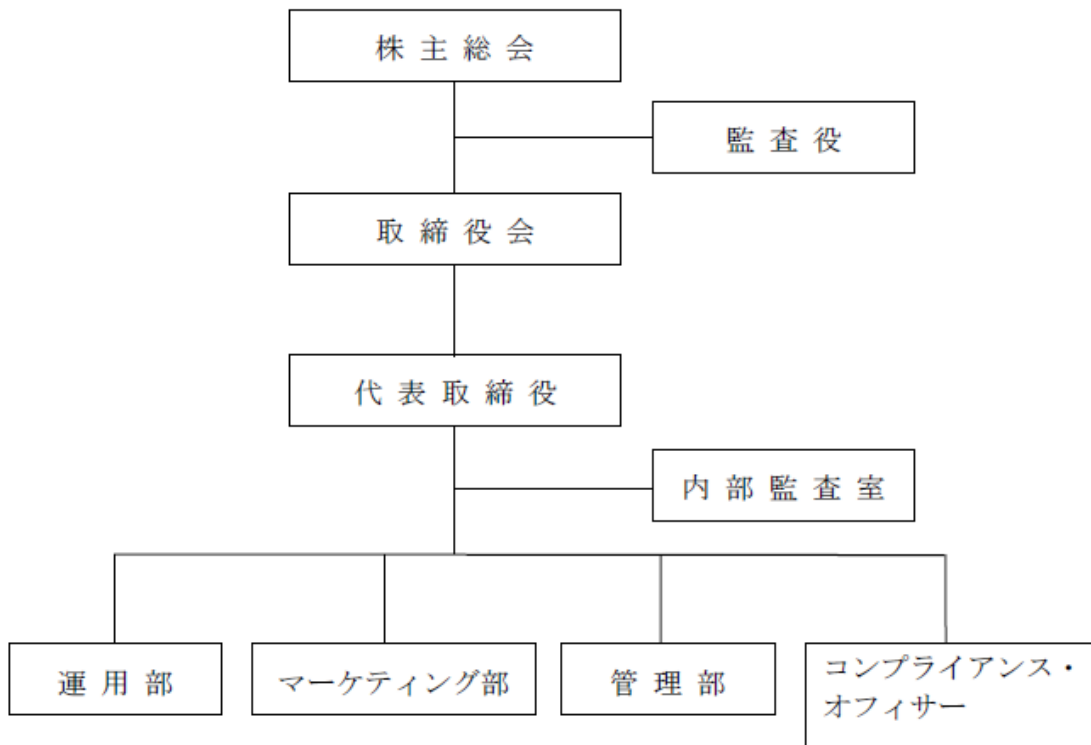 株主総会
監査役
取締役会
代表取締役
内部監査室
運用部
マーケティング部
管理部
コンプライアンス・
オフィサー